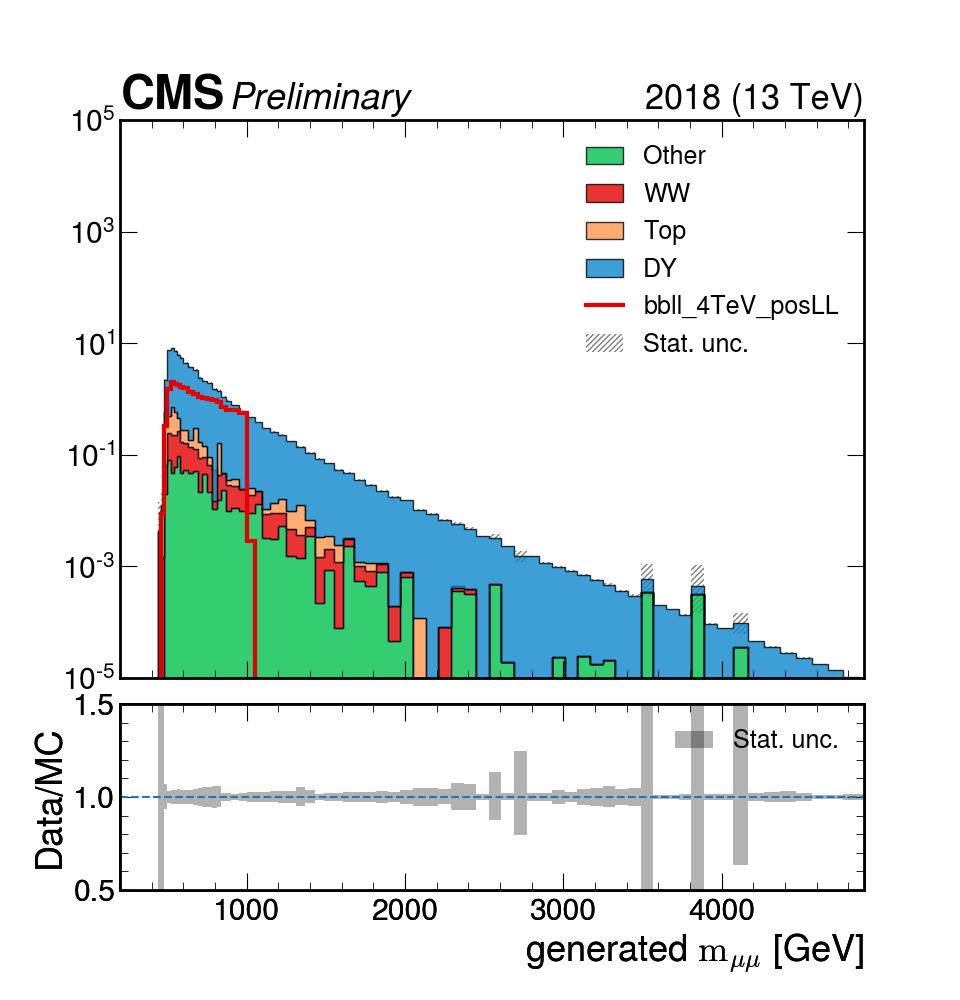 CMS Preliminary 2018 (13 TeV)
10^5
Other
WW
10^3
Top
DY
bbll_4TeV_posLL
10^1
Stat. unc.
10^-1
10^-3
10^-5
1.5
Stat. unc.
Data/MC
1.0
0.5
1000 2000 3000 4000
generated m_μμ [GeV]